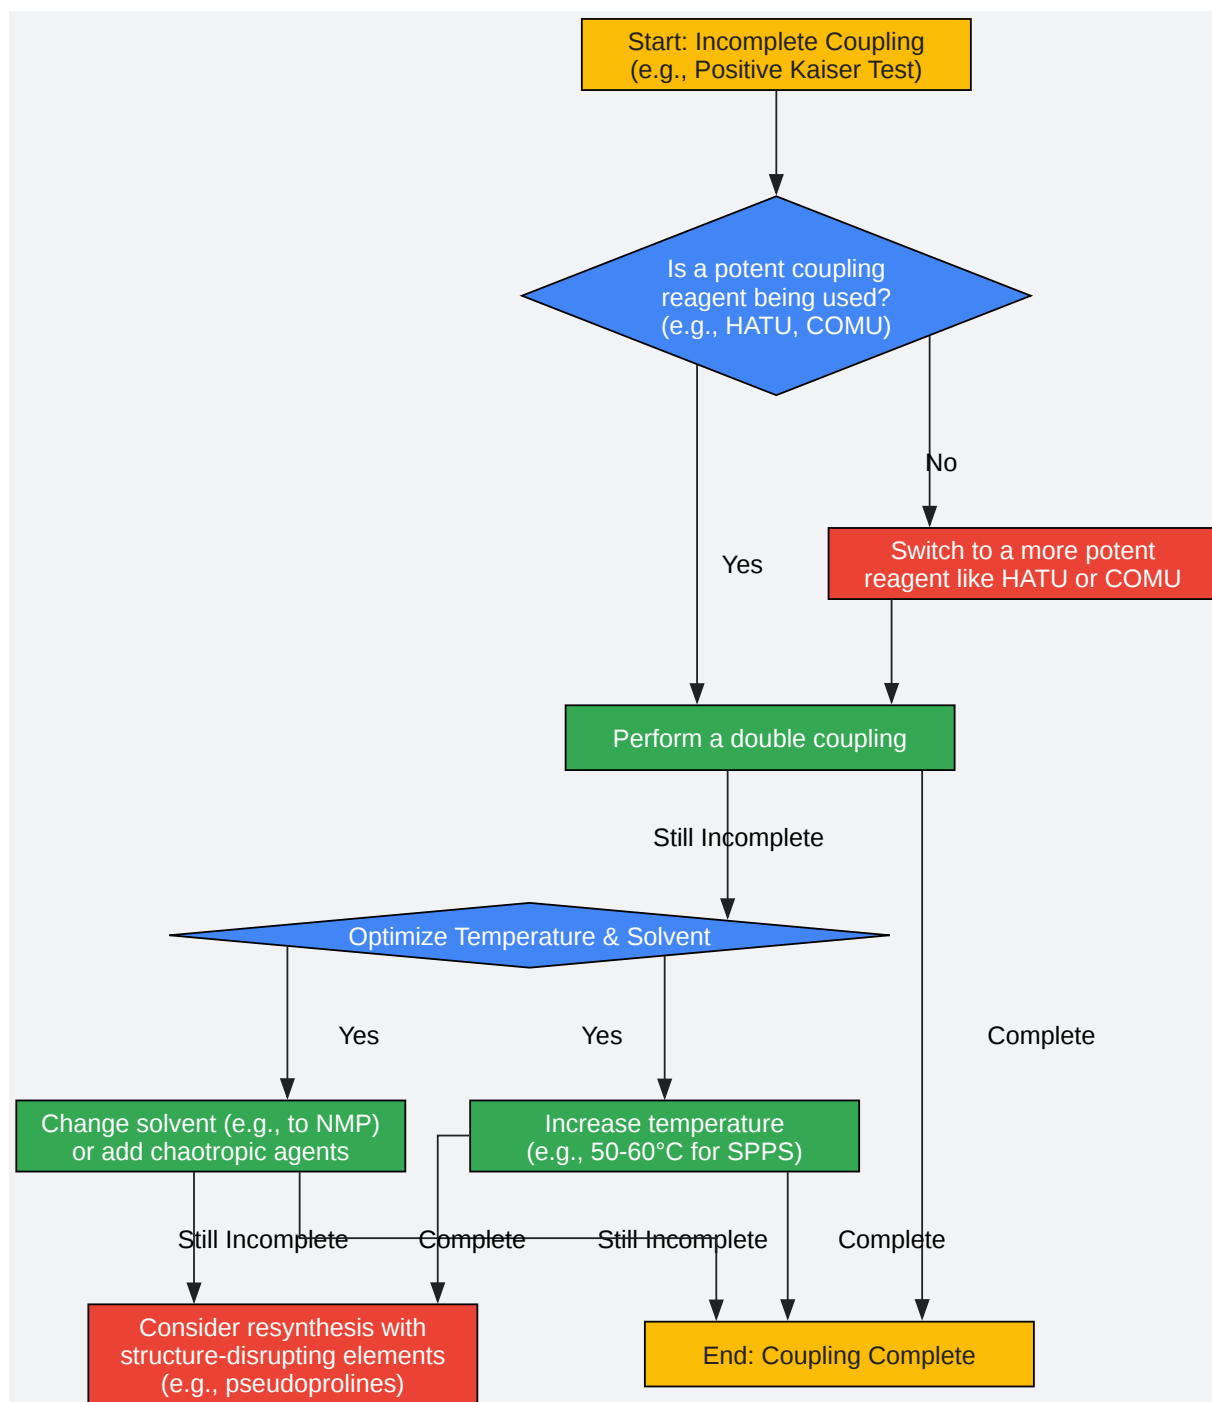 Start: Incomplete Coupling
(e.g., Positive Kaiser Test)
Is a potent coupling
reagent being used?
(e.g., HATU, COMU)
No
Yes
Switch to a more potent
reagent like HATU or COMU
Perform a double coupling
Still Incomplete
Optimize Temperature & Solvent
Yes
Yes
Complete
Change solvent (e.g., to NMP)
or add chaotropic agents
Increase temperature
(e.g., 50-60°C for SPPS)
Still Incomplete
Complete
Still Incomplete
Complete
Consider resynthesis with
structure-disrupting elements
(e.g., pseudoprolines)
End: Coupling Complete